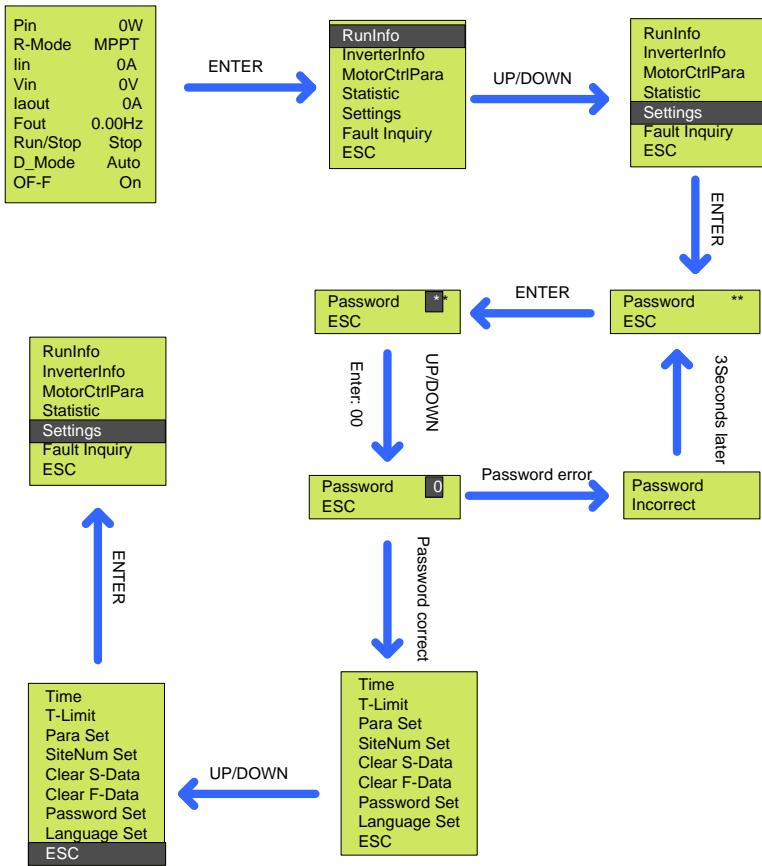 Pin 0W
R-Mode MPPT
Iin 0A
Vin 0V
Iaout 0A
Fout 0.00Hz
Run/Stop Stop
D_Mode Auto
OF-F On
ENTER
RunInfo
InverterInfo
MotorCtrlPara
Statistic
Settings
Fault Inquiry
ESC
UP/DOWN
RunInfo
InverterInfo
MotorCtrlPara
Statistic
Settings
Fault Inquiry
ESC
ENTER
Password **
ESC
ENTER
Password **
ESC
UP/DOWN
Enter: 00
Password 0
ESC
Password error
Password
Incorrect
3Seconds later
Password correct
Time
T-Limit
Para Set
SiteNum Set
Clear S-Data
Clear F-Data
Password Set
Language Set
ESC
UP/DOWN
Time
T-Limit
Para Set
SiteNum Set
Clear S-Data
Clear F-Data
Password Set
Language Set
ESC
ENTER
RunInfo
InverterInfo
MotorCtrlPara
Statistic
Settings
Fault Inquiry
ESC